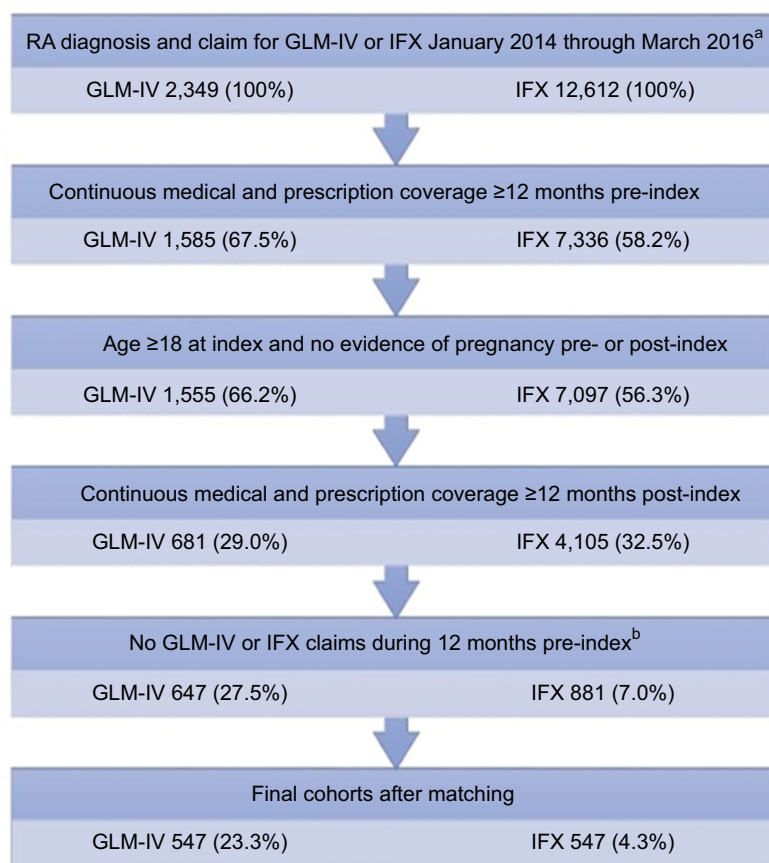 RA diagnosis and claim for GLM-IV or IFX January 2014 through March 2016ᵃ
GLM-IV 2,349 (100%) IFX 12,612 (100%)
Continuous medical and prescription coverage ≥12 months pre-index
GLM-IV 1,585 (67.5%) IFX 7,336 (58.2%)
Age ≥18 at index and no evidence of pregnancy pre- or post-index
GLM-IV 1,555 (66.2%) IFX 7,097 (56.3%)
Continuous medical and prescription coverage ≥12 months post-index
GLM-IV 681 (29.0%) IFX 4,105 (32.5%)
No GLM-IV or IFX claims during 12 months pre-indexᵇ
GLM-IV 647 (27.5%) IFX 881 (7.0%)
Final cohorts after matching
GLM-IV 547 (23.3%) IFX 547 (4.3%)